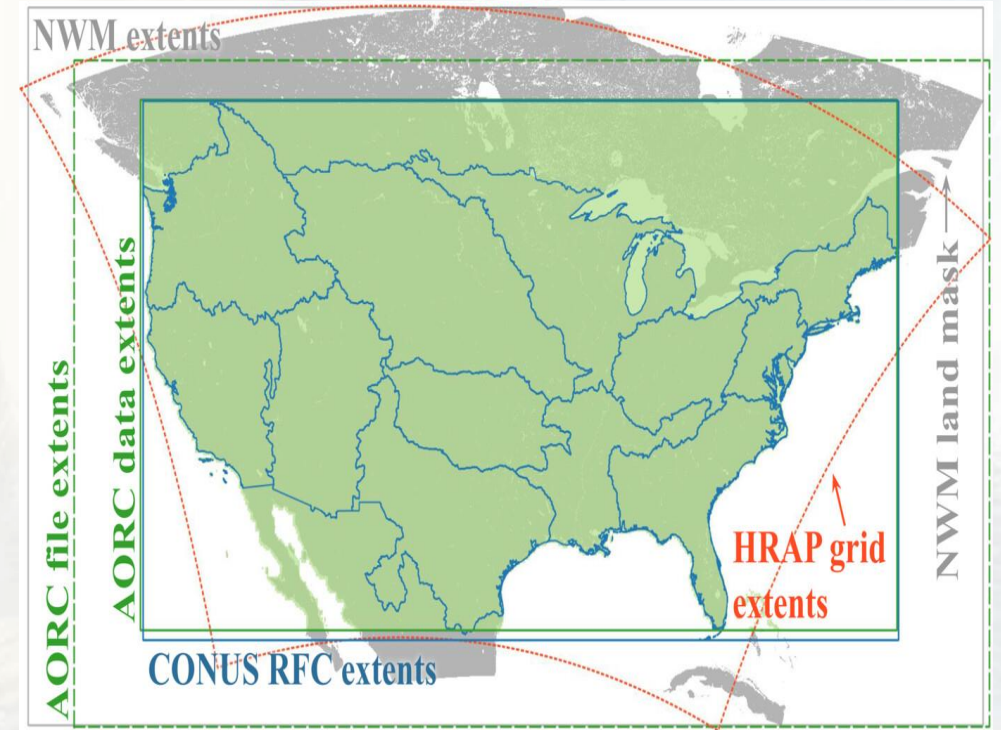 NWM extents
AORC file extents
AORC data extents
NWM land mask
HRAP grid
extents
CONUS RFC extents